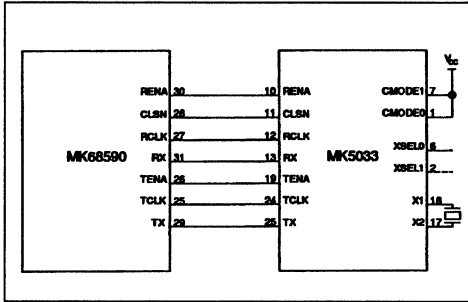 V_CC
RENA 30 10 RENA CMODE1 7
CLSN 28 11 CLSN CMODE0 1
RCLK 27 12 RCLK
XSEL0 6
MK68590 RX 31 13 RX MK5033
XSEL1 2
TENA 26 19 TENA
TCLK 25 24 TCLK X1 18
TX 29 25 TX X2 17